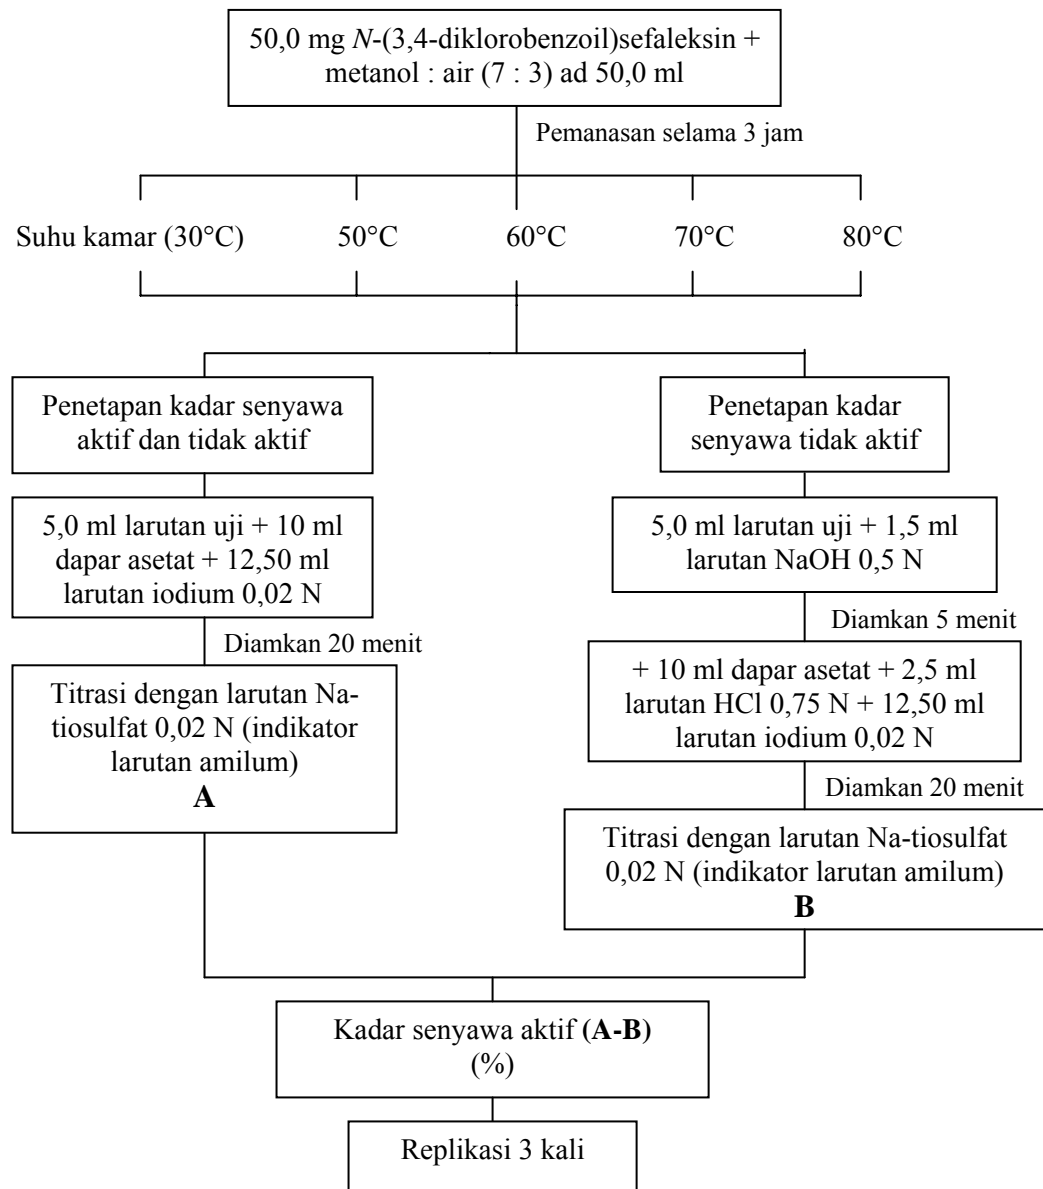 50,0 mg N-(3,4-diklorobenzoil)sefaleksin +
metanol : air (7 : 3) ad 50,0 ml
Pemanasan selama 3 jam
Suhu kamar (30°C)
50°C
60°C
70°C
80°C
Penetapan kadar senyawa
aktif dan tidak aktif
5,0 ml larutan uji + 10 ml
dapar asetat + 12,50 ml
larutan iodium 0,02 N
Diamkan 20 menit
Titrasi dengan larutan Na-
tiosulfat 0,02 N (indikator
larutan amilum)
A
Penetapan kadar
senyawa tidak aktif
5,0 ml larutan uji + 1,5 ml
larutan NaOH 0,5 N
Diamkan 5 menit
+ 10 ml dapar asetat + 2,5 ml
larutan HCl 0,75 N + 12,50 ml
larutan iodium 0,02 N
Diamkan 20 menit
Titrasi dengan larutan Na-tiosulfat
0,02 N (indikator larutan amilum)
B
Kadar senyawa aktif (A-B)
(%)
Replikasi 3 kali